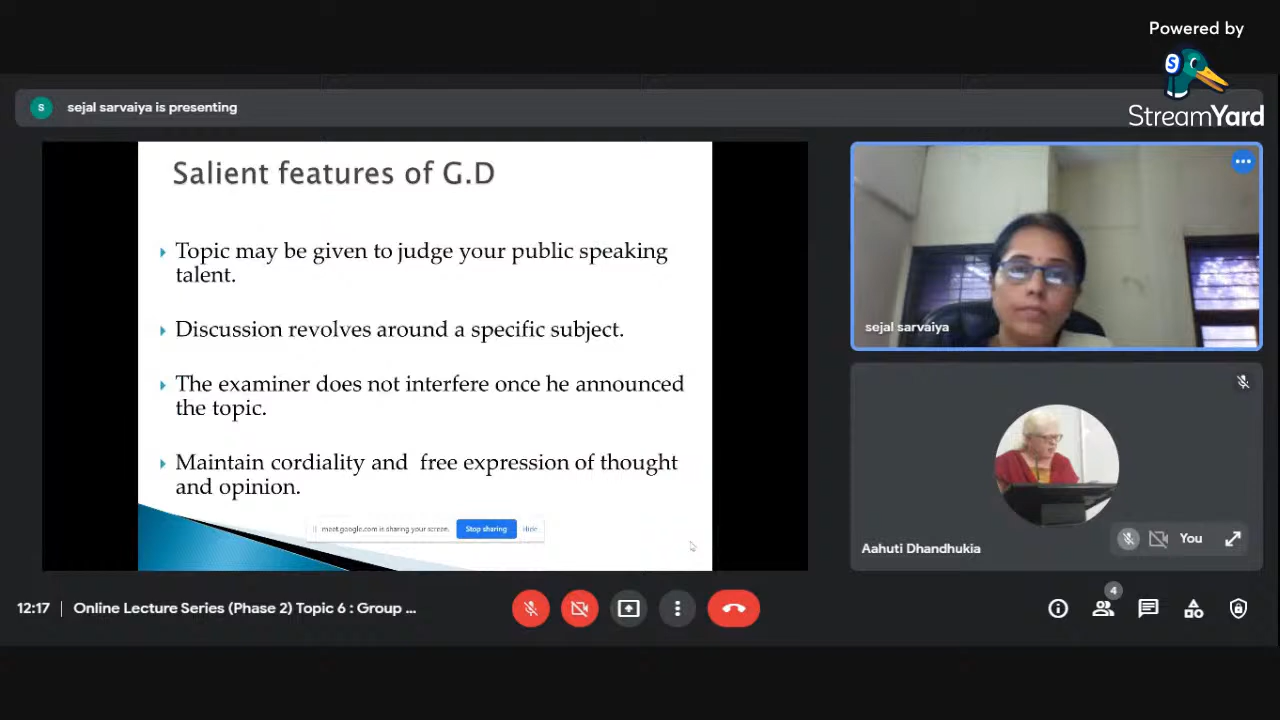 Powered by
StreamYard
S
sejal sarvaiya is presenting
Salient features of G.D
Topic may be given to judge your public speaking
talent.
Discussion revolves around a specific subject.
The examiner does not interfere once he announced
the topic.
Maintain cordiality and free expression of thought
and opinion.
meet.google.com is sharing your screen.
Stop sharing
Hide
sejal sarvaiya
Aahuti Dhandhukia
You
12:17
Online Lecture Series (Phase 2) Topic 6 : Group ...
4